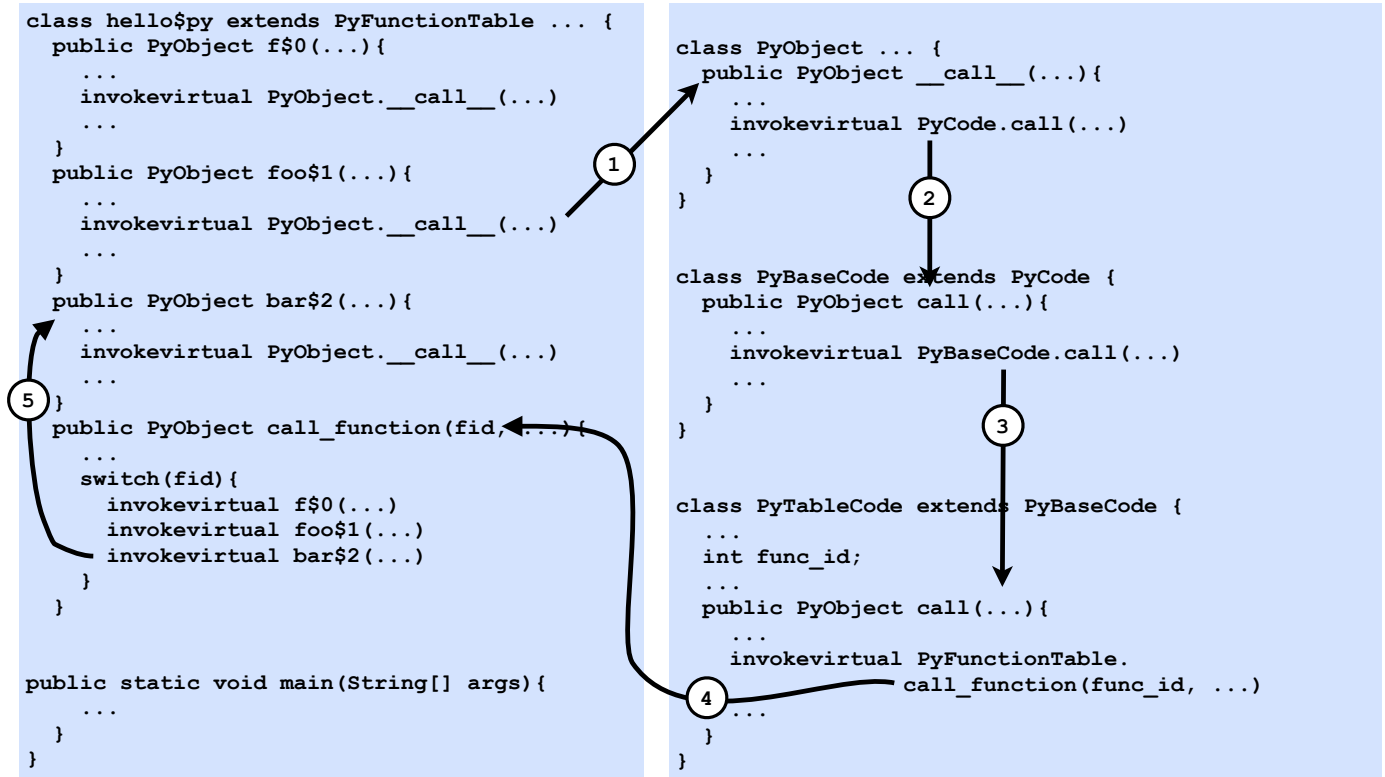 class hello$py extends PyFunctionTable ... {
public PyObject f$0(...){
...
invokevirtual PyObject.__call__(...)
...
}
public PyObject foo$1(...){
...
invokevirtual PyObject.__call__(...)
...
}
public PyObject bar$2(...){
...
invokevirtual PyObject.__call__(...)
...
}
public PyObject call_function(fid, ...){
...
switch(fid){
invokevirtual f$0(...)
invokevirtual foo$1(...)
invokevirtual bar$2(...)
}
}
public static void main(String[] args){
...
}
}
5
1
class PyObject ... {
public PyObject __call__(...){
...
invokevirtual PyCode.call(...)
...
}
}
2
class PyBaseCode extends PyCode {
public PyObject call(...){
...
invokevirtual PyBaseCode.call(...)
...
}
}
3
class PyTableCode extends PyBaseCode {
...
int func_id;
...
public PyObject call(...){
...
invokevirtual PyFunctionTable.
call_function(func_id, ...)
...
}
}
4